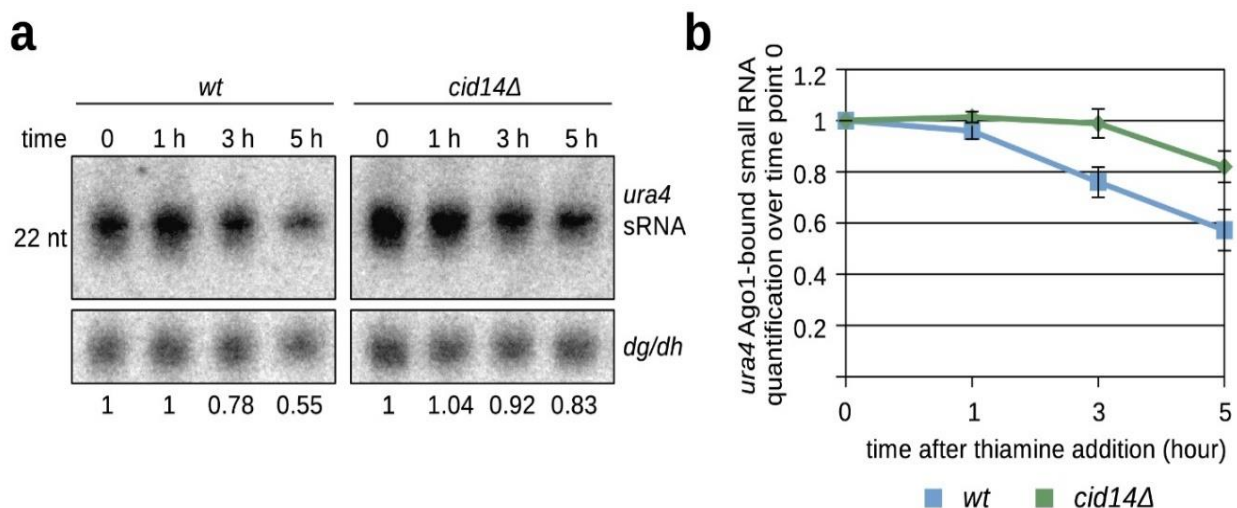 a
wt cid14Δ
time 0 1 h 3 h 5 h 0 1 h 3 h 5 h
22 nt
ura4
sRNA
dg/dh
1 1 0.78 0.55 1 1.04 0.92 0.83
b
ura4 Ago1-bound small RNA
quantification over time point 0
1.2
1
0.8
0.6
0.4
0.2
0 1 3 5
time after thiamine addition (hour)
wt cid14Δ